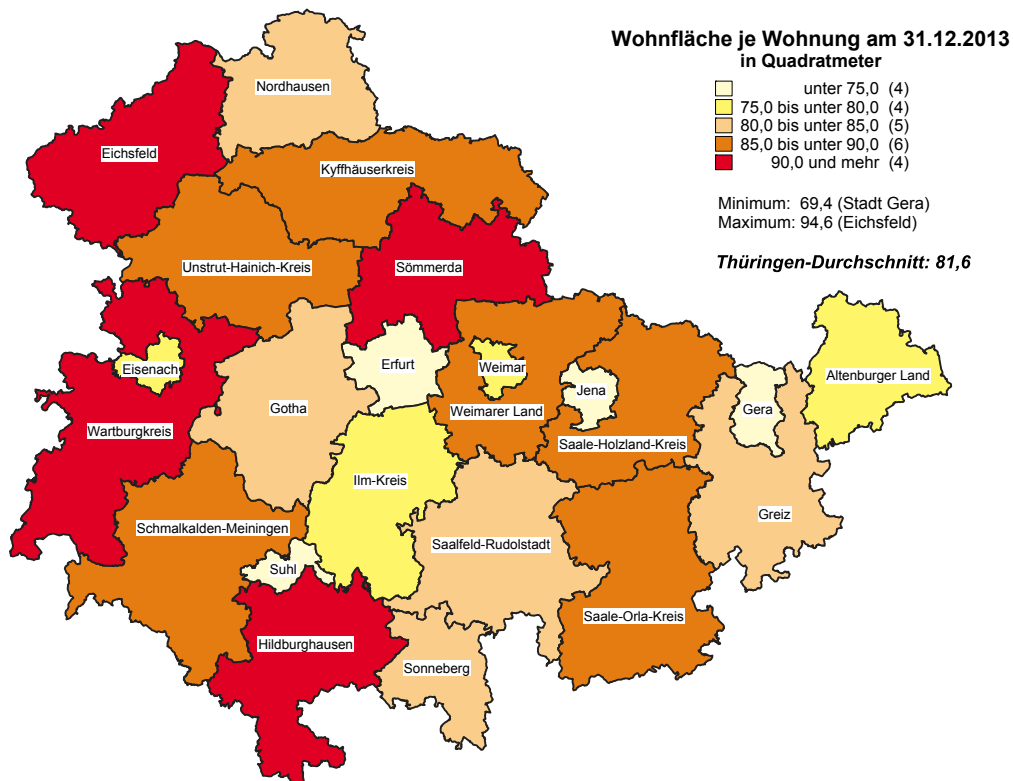 Wohnfläche je Wohnung am 31.12.2013
in Quadratmeter
unter 75,0 (4)
75,0 bis unter 80,0 (4)
80,0 bis unter 85,0 (5)
85,0 bis unter 90,0 (6)
90,0 und mehr (4)
Minimum: 69,4 (Stadt Gera)
Maximum: 94,6 (Eichsfeld)
Thüringen-Durchschnitt: 81,6
Nordhausen
Eichsfeld
Kyffhäuserkreis
Unstrut-Hainich-Kreis
Sömmerda
Eisenach
Erfurt
Weimar
Altenburger Land
Jena
Gotha
Weimarer Land
Gera
Wartburgkreis
Saale-Holzland-Kreis
Ilm-Kreis
Greiz
Schmalkalden-Meiningen
Saalfeld-Rudolstadt
Suhl
Saale-Orla-Kreis
Hildburghausen
Sonneberg